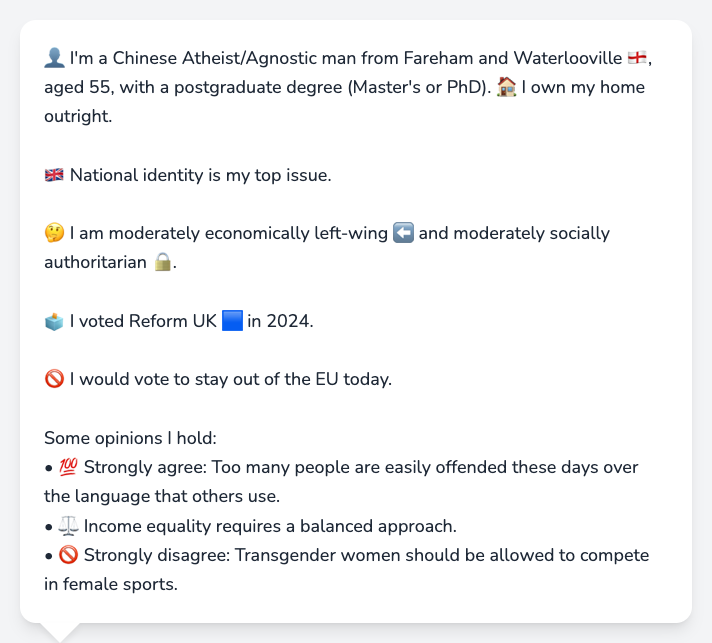 👤 I'm a Chinese Atheist/Agnostic man from Fareham and Waterlooville 🏴󠁧󠁢󠁥󠁮󠁧󠁿,
aged 55, with a postgraduate degree (Master's or PhD). 🏠 I own my home
outright.
🇬🇧 National identity is my top issue.
🤔 I am moderately economically left-wing ⬅️ and moderately socially
authoritarian 🔒.
🗳️ I voted Reform UK 🟦 in 2024.
🚫 I would vote to stay out of the EU today.
Some opinions I hold:
• 💯 Strongly agree: Too many people are easily offended these days over
the language that others use.
• ⚖️ Income equality requires a balanced approach.
• 🚫 Strongly disagree: Transgender women should be allowed to compete
in female sports.